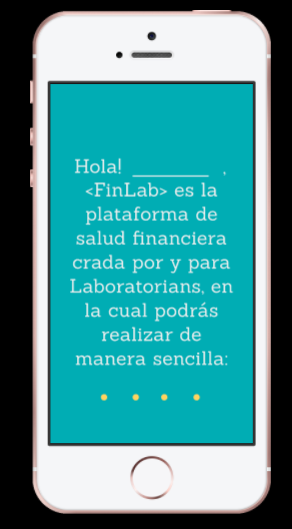 Hola! ________ ,
<FinLab> es la
plataforma de
salud financiera
crada por y para
Laboratorians, en
la cual podrás
realizar de
manera sencilla: